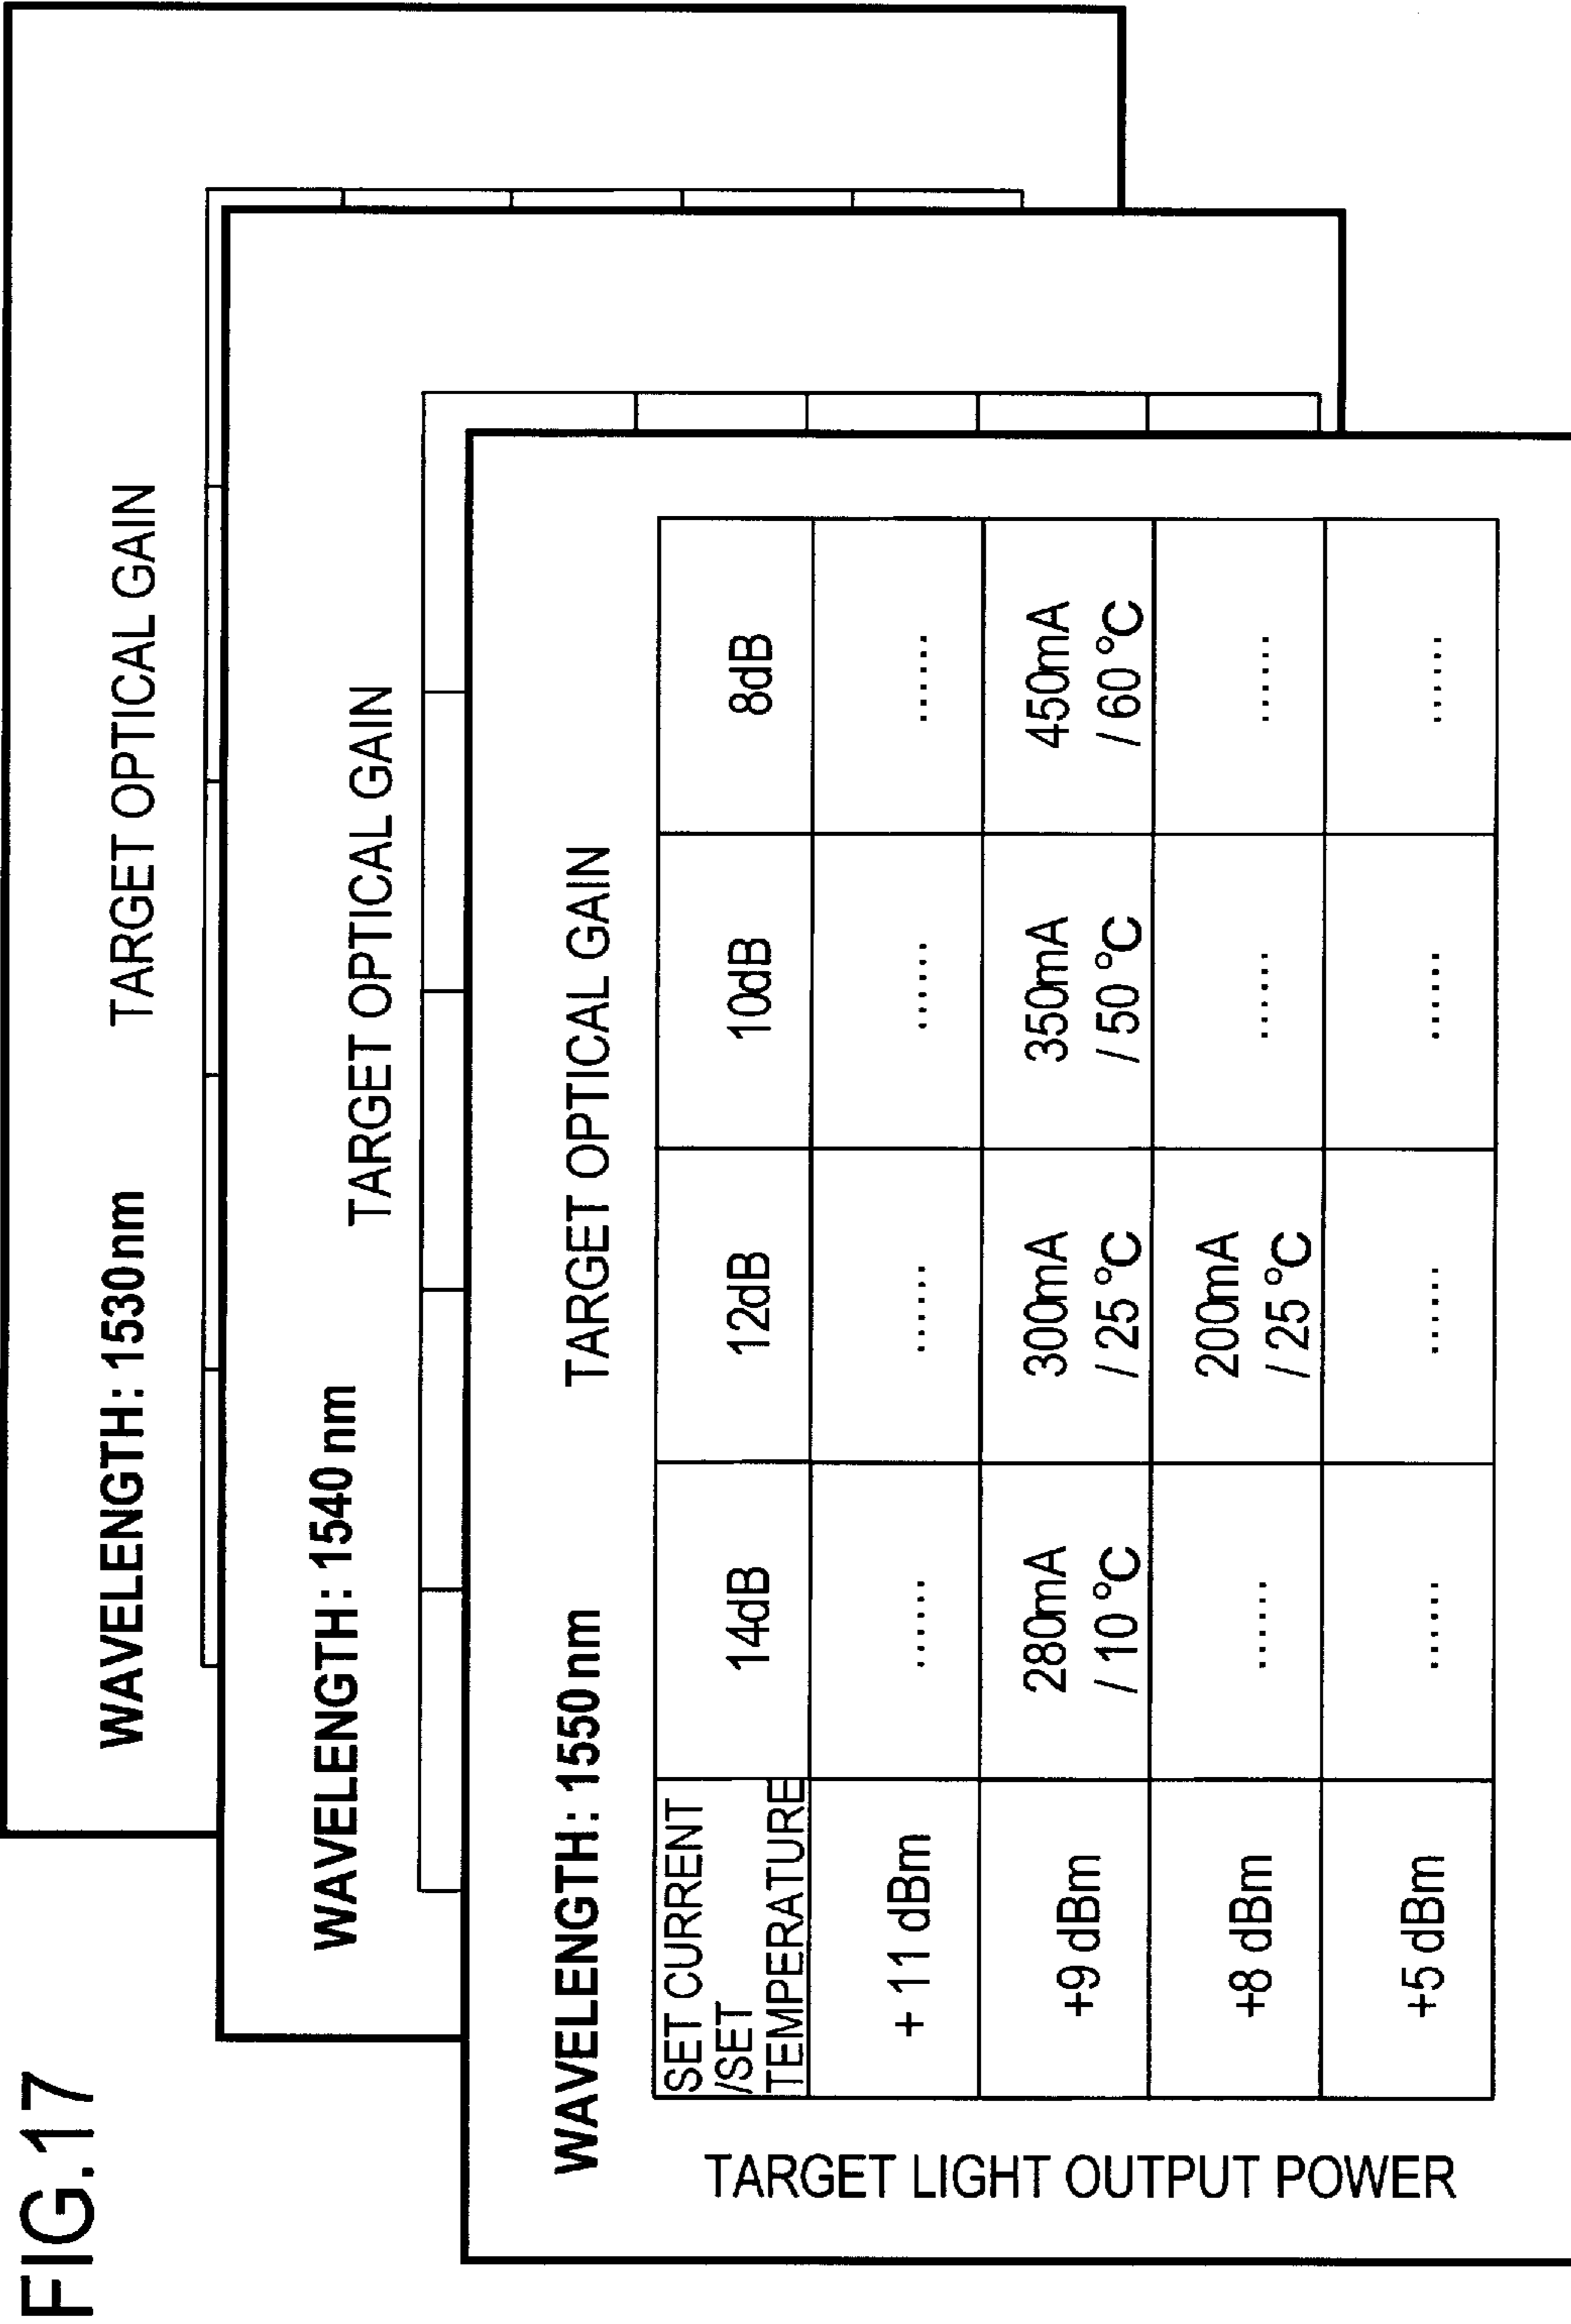 FIG.17
WAVELENGTH: 1530nm
TARGET OPTICAL GAIN
WAVELENGTH: 1540 nm
TARGET OPTICAL GAIN
WAVELENGTH: 1550 nm
TARGET OPTICAL GAIN
TARGET LIGHT OUTPUT POWER
SET CURRENT
/SET
TEMPERATURE
14dB
12dB
10dB
8dB
+ 11 dBm
......
......
......
......
+9 dBm
280mA
/ 10 °C
300mA
/ 25 °C
350mA
/ 50 °C
450mA
/ 60 °C
+8 dBm
......
200mA
/ 25 °C
......
......
+5 dBm
......
......
......
......